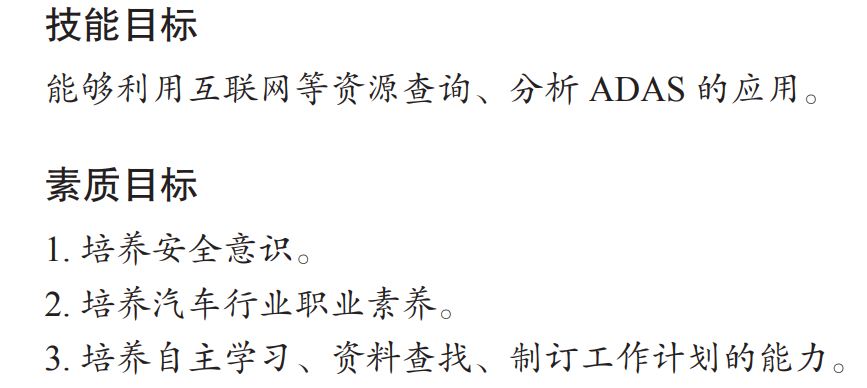 技能目标
能够利用互联网等资源查询、分析 ADAS 的应用。
素质目标
1. 培养安全意识。
2. 培养汽车行业职业素养。
3. 培养自主学习、资料查找、制订工作计划的能力。